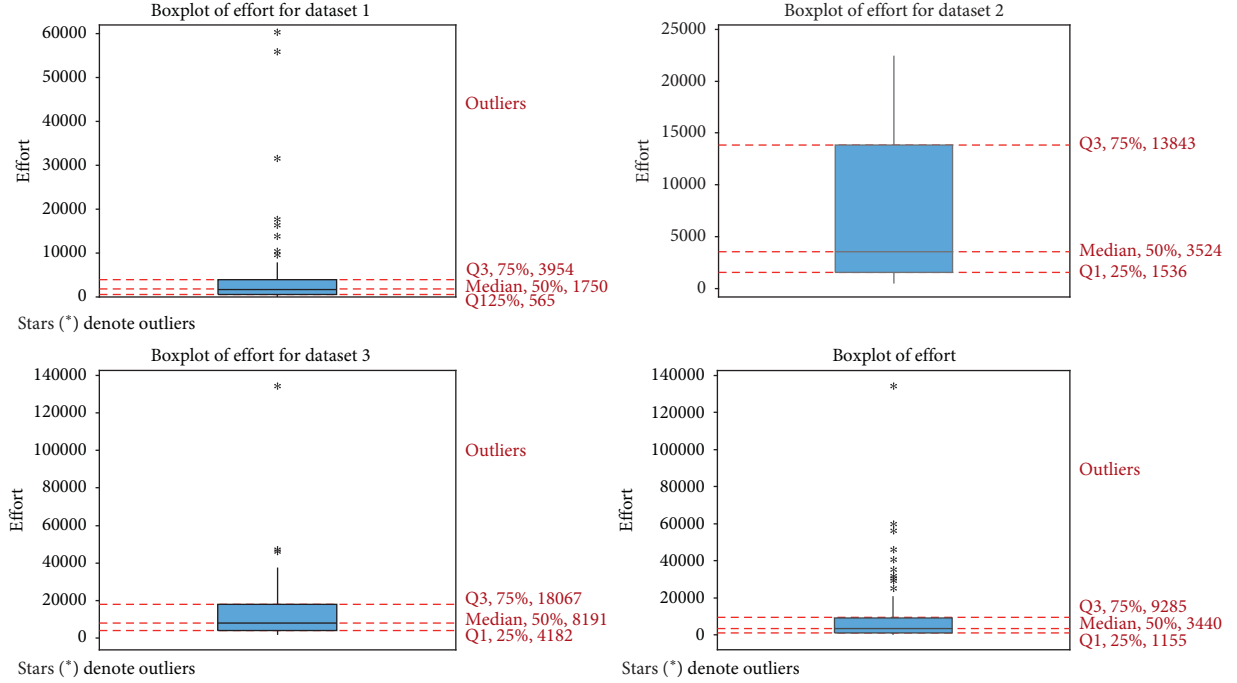 Boxplot of effort for dataset 1
60000
50000
40000
30000
20000
10000
0
Effort
Outliers
Q3, 75%, 3954
Median, 50%, 1750
Q125%, 565
Stars (*) denote outliers
Boxplot of effort for dataset 2
25000
20000
15000
10000
5000
0
Effort
Q3, 75%, 13843
Median, 50%, 3524
Q1, 25%, 1536
Boxplot of effort for dataset 3
140000
120000
100000
80000
60000
40000
20000
0
Effort
Outliers
Q3, 75%, 18067
Median, 50%, 8191
Q1, 25%, 4182
Stars (*) denote outliers
Boxplot of effort
140000
120000
100000
80000
60000
40000
20000
0
Effort
Outliers
Q3, 75%, 9285
Median, 50%, 3440
Q1, 25%, 1155
Stars (*) denote outliers